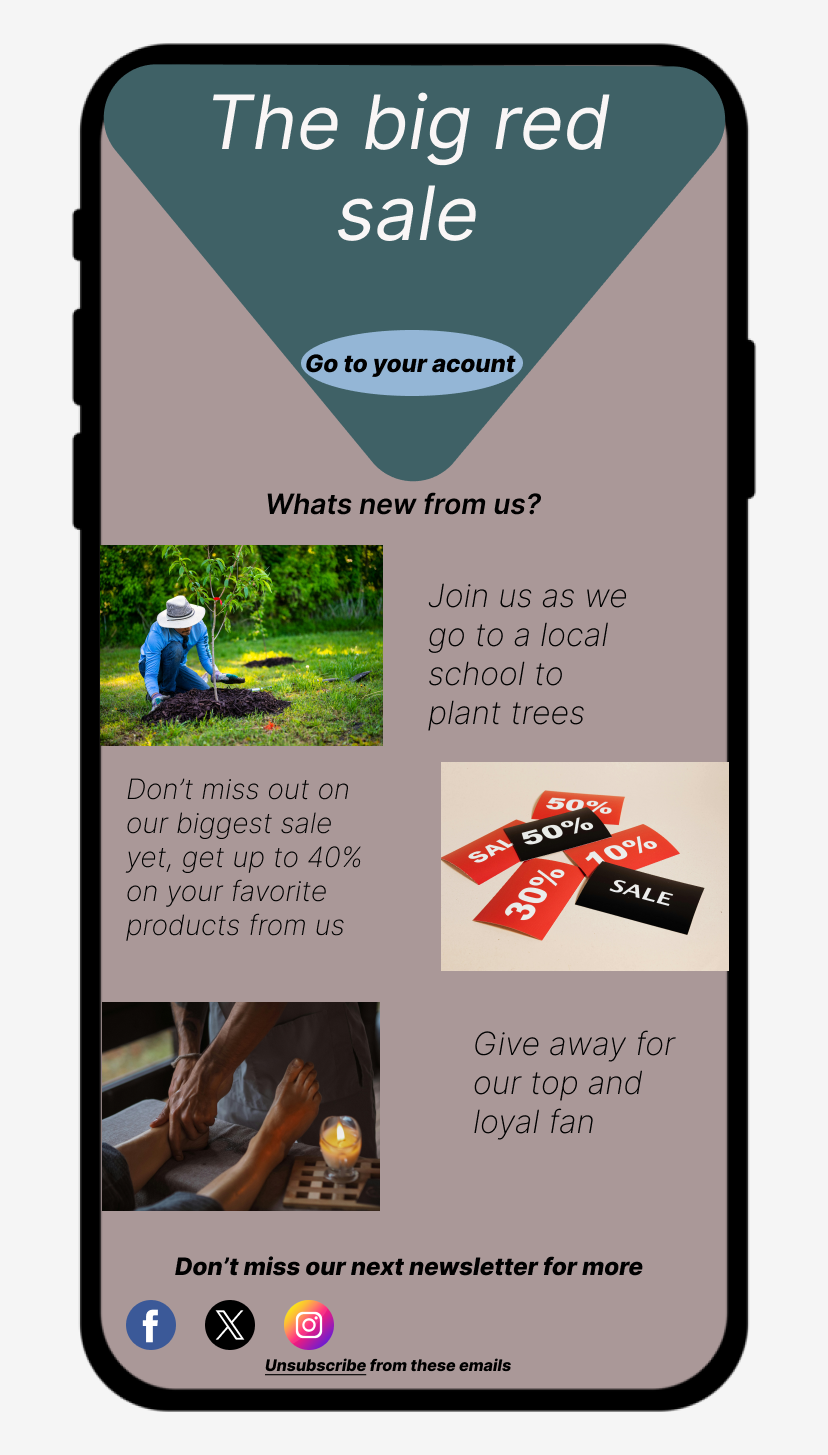 The big red
sale
Go to your acount
Whats new from us?
Join us as we
go to a local
school to
plant trees
Don’t miss out on
our biggest sale
yet, get up to 40%
on your favorite
products from us
50%
SAL
50%
10%
30%
SALE
Give away for
our top and
loyal fan
Don’t miss our next newsletter for more
Unsubscribe from these emails